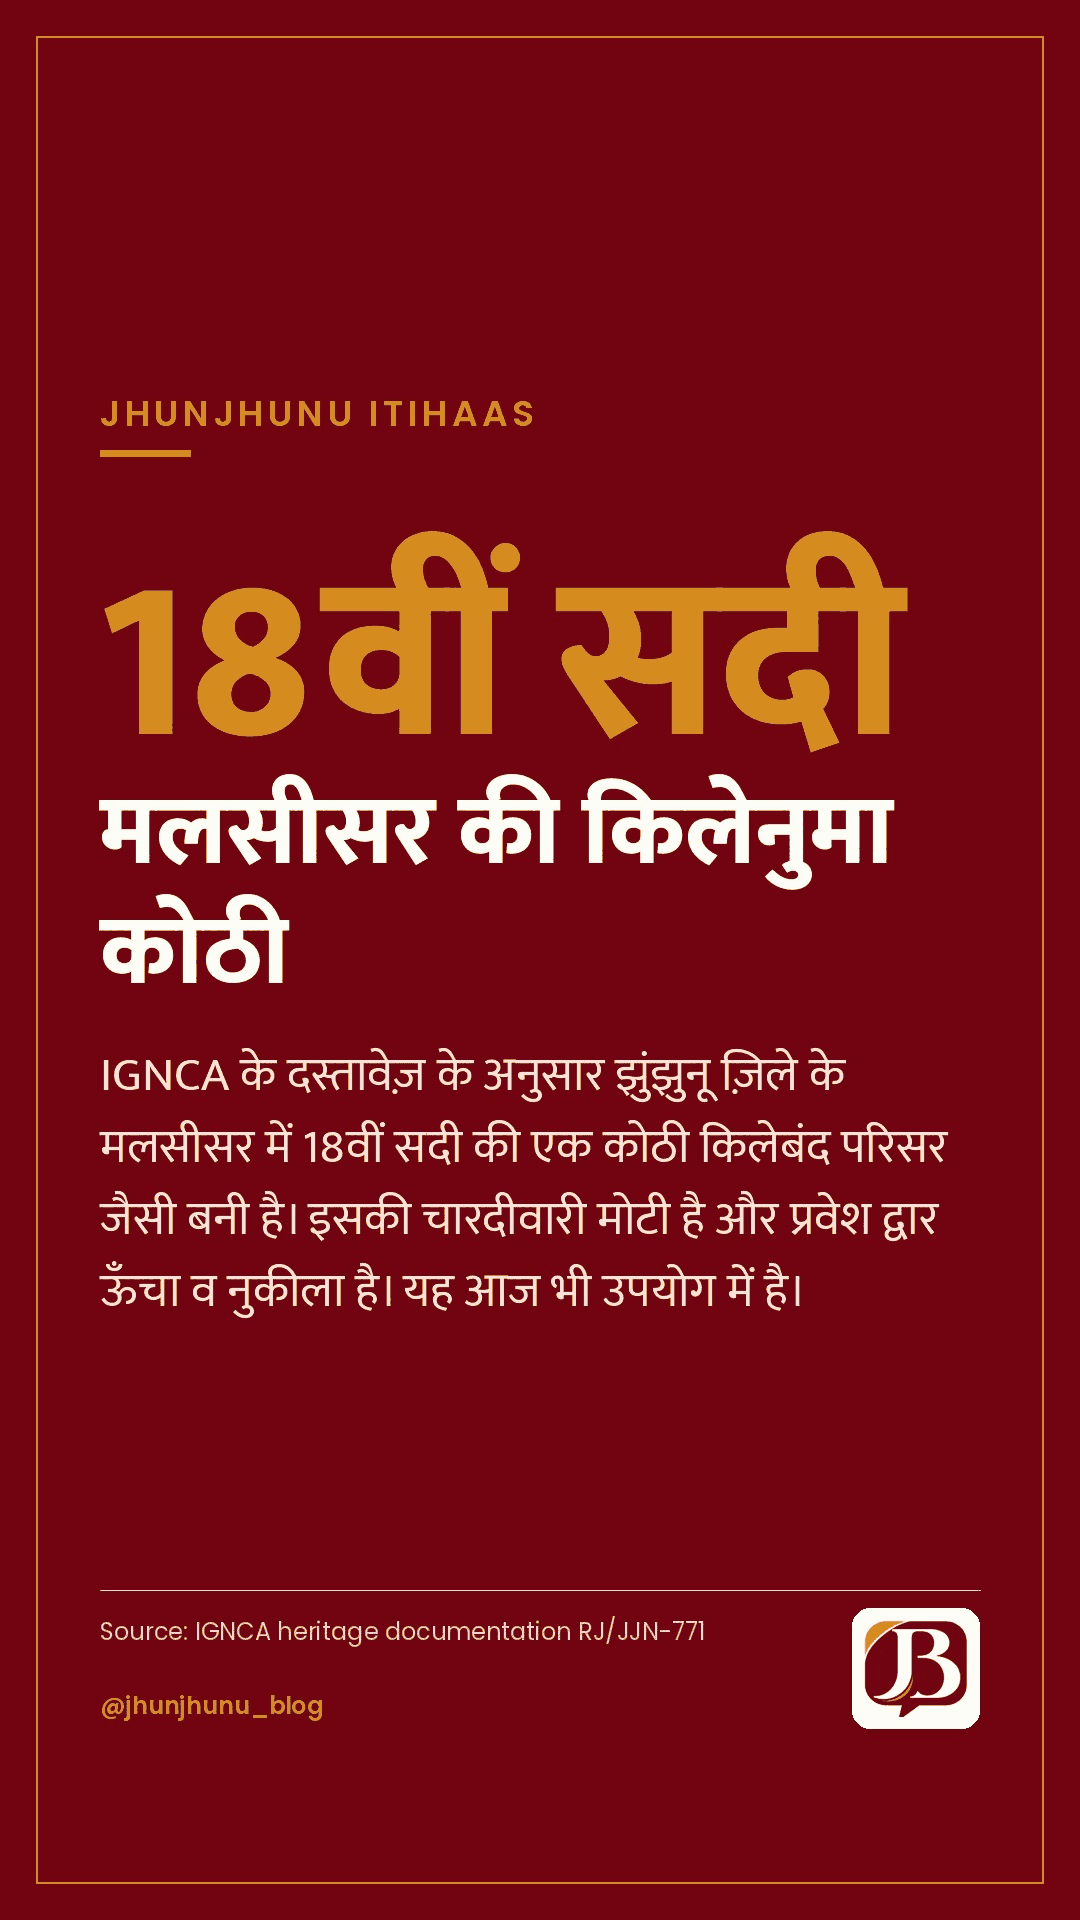 JHUNJHUNU ITIHAAS
18वीं सदी
मलसीसर की किलेनुमा
कोठी
IGNCA के दस्तावेज़ के अनुसार झुंझुनू ज़िले के
मलसीसर में 18वीं सदी की एक कोठी किलेबंद परिसर
जैसी बनी है। इसकी चारदीवारी मोटी है और प्रवेश द्वार
ऊँचा व नुकीला है। यह आज भी उपयोग में है।
Source: IGNCA heritage documentation RJ/JJN-771
JB
@jhunjhunu_blog